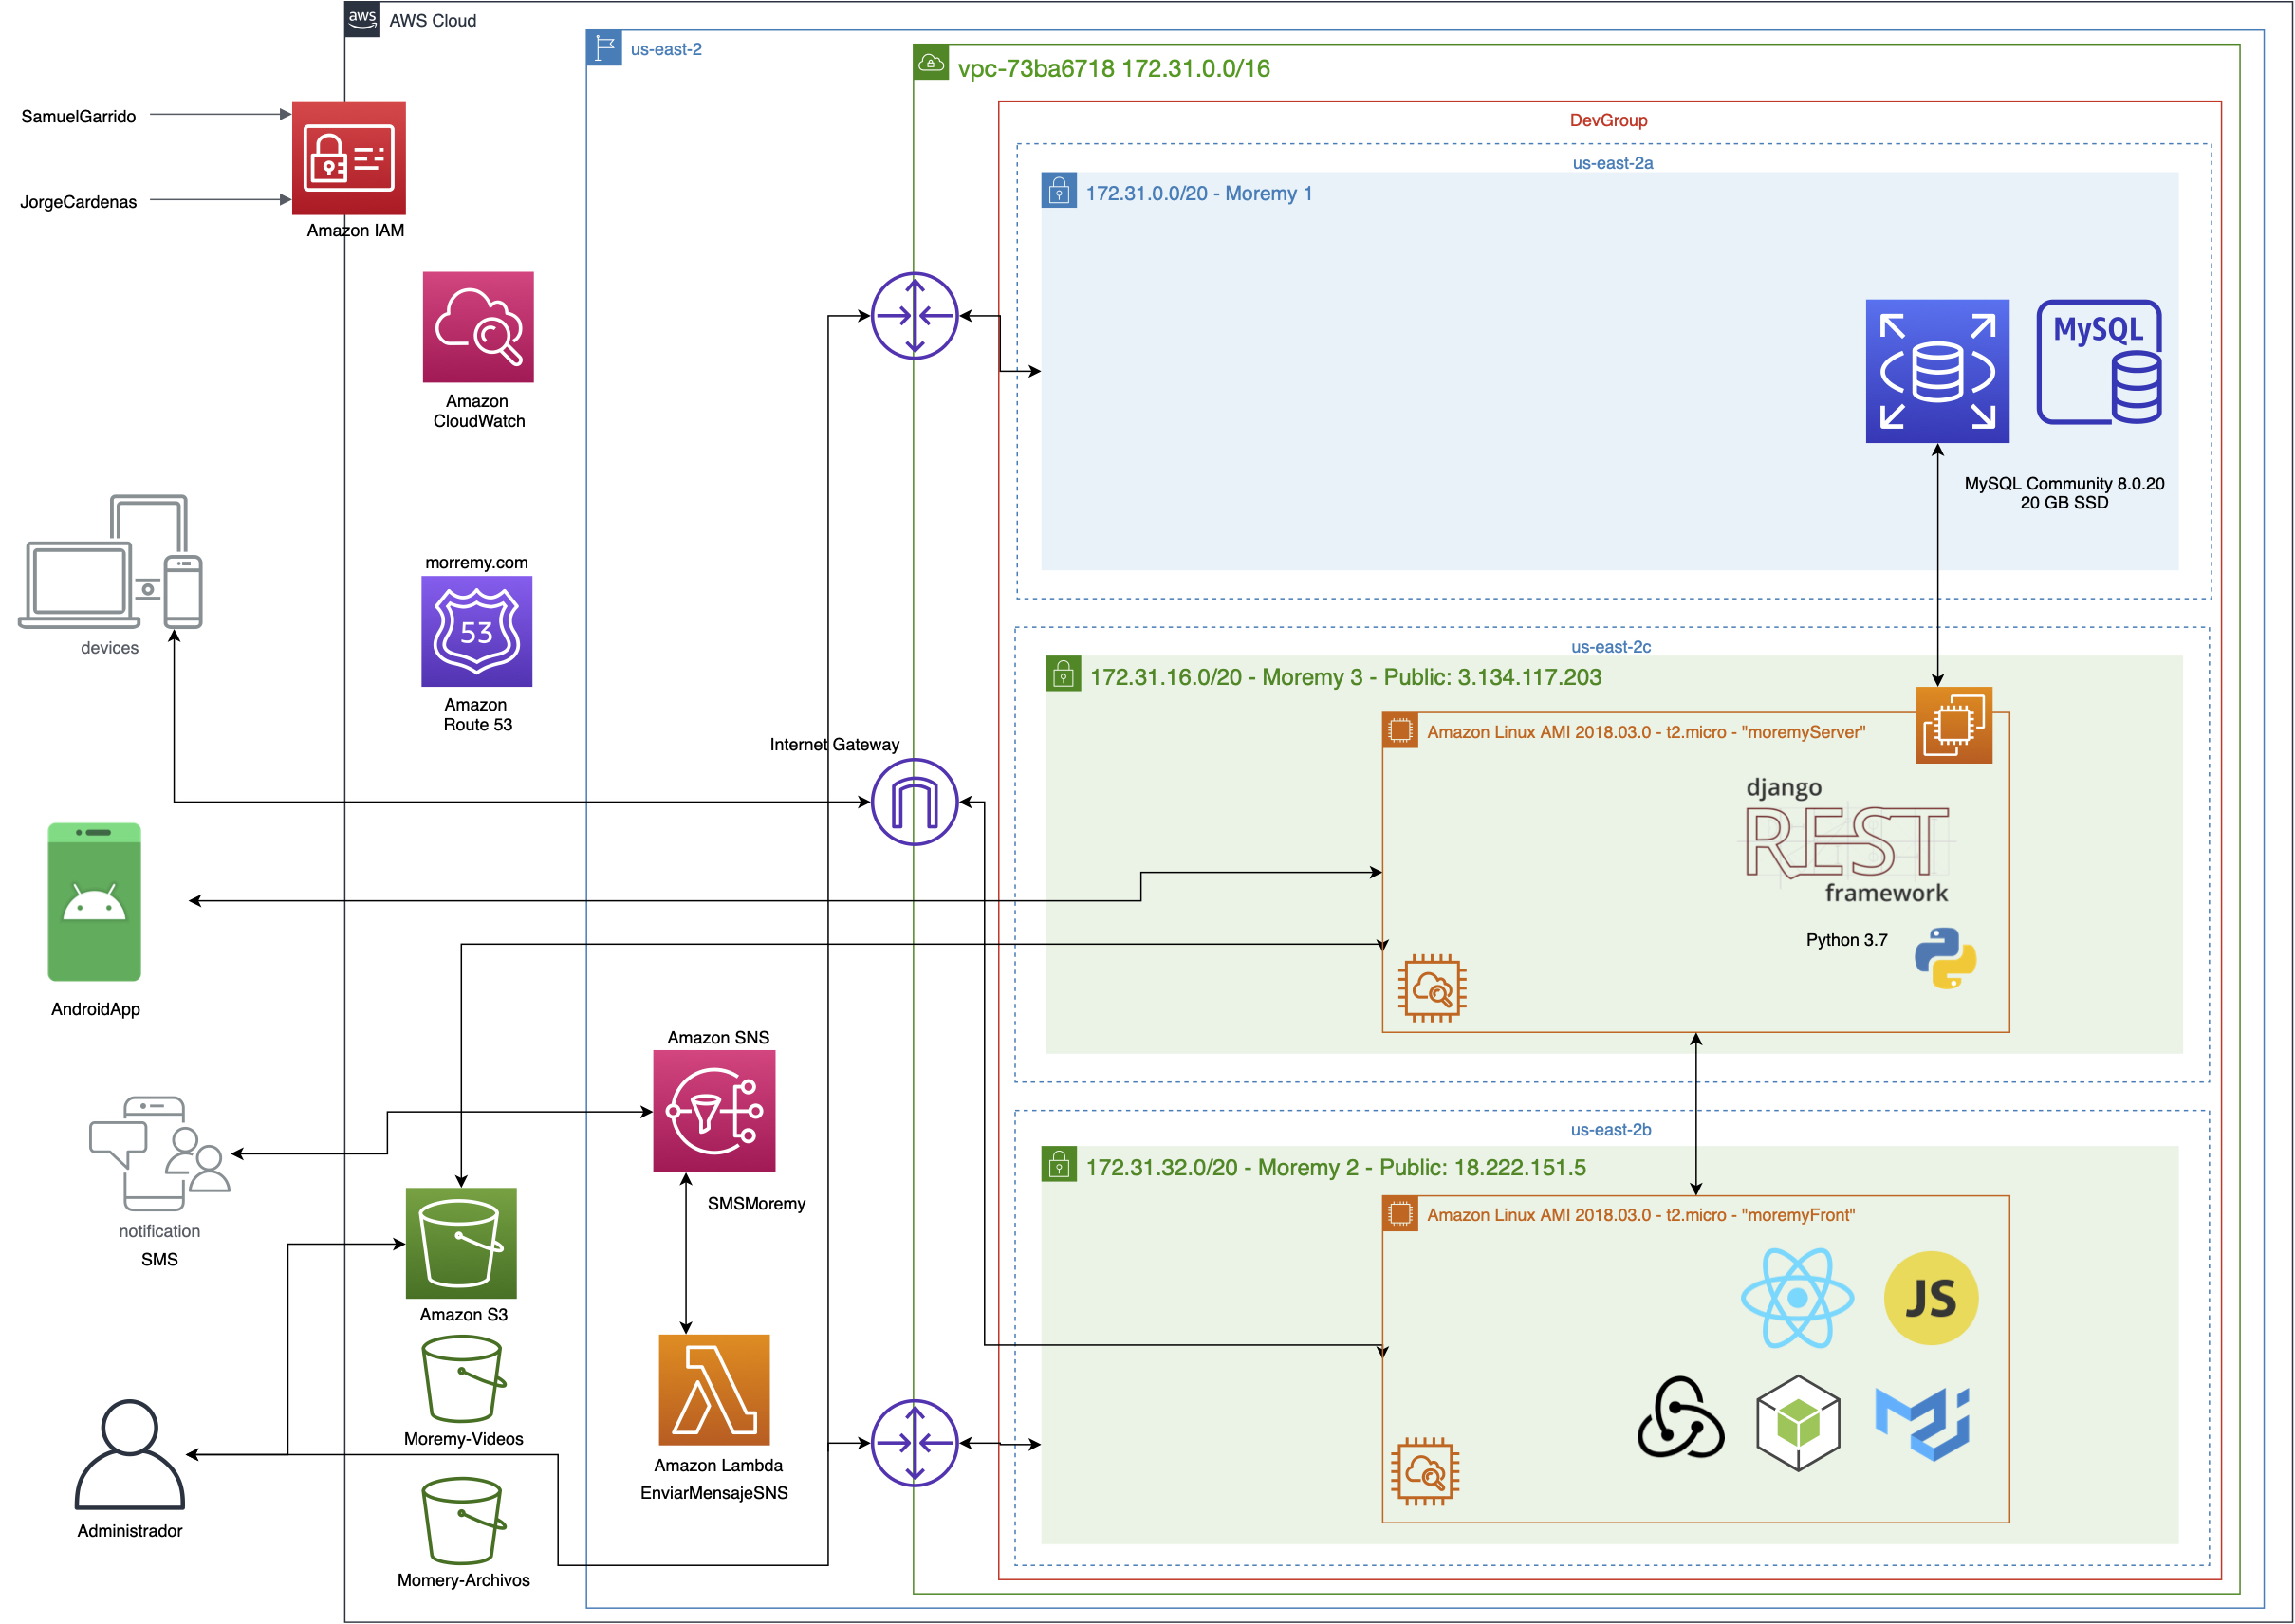 aws
AWS Cloud
us-east-2
vpc-73ba6718 172.31.0.0/16
SamuelGarrido
JorgeCardenas
Amazon IAM
DevGroup
us-east-2a
172.31.0.0/20 - Moremy 1
Amazon
CloudWatch
MySQL
MySQL Community 8.0.20
20 GB SSD
devices
morremy.com
53
Amazon
Route 53
us-east-2c
172.31.16.0/20 - Moremy 3 - Public: 3.134.117.203
Amazon Linux AMI 2018.03.0 - t2.micro - "moremyServer"
Internet Gateway
django
REST
framework
Python 3.7
AndroidApp
Amazon SNS
SMSMoremy
notification
SMS
us-east-2b
172.31.32.0/20 - Moremy 2 - Public: 18.222.151.5
Amazon Linux AMI 2018.03.0 - t2.micro - "moremyFront"
JS
Amazon S3
Moremy-Videos
Amazon Lambda
EnviarMensajeSNS
Administrador
Momery-Archivos